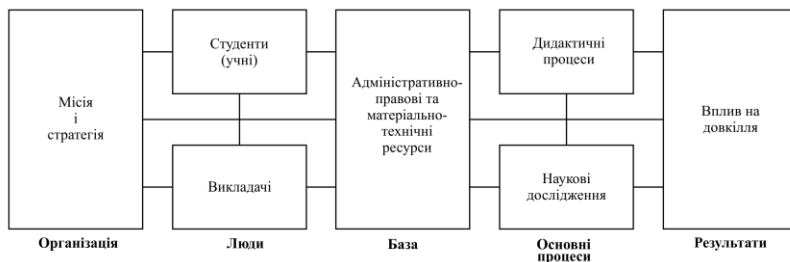 Місія
і
стратегія
Студенти
(учні)
Викладачі
Адміністративно-
правові та
матеріально-
технічні
ресурси
Дидактичні
процеси
Наукові
дослідження
Вплив на
довкілля
Організація
Люди
База
Основні
процеси
Результати